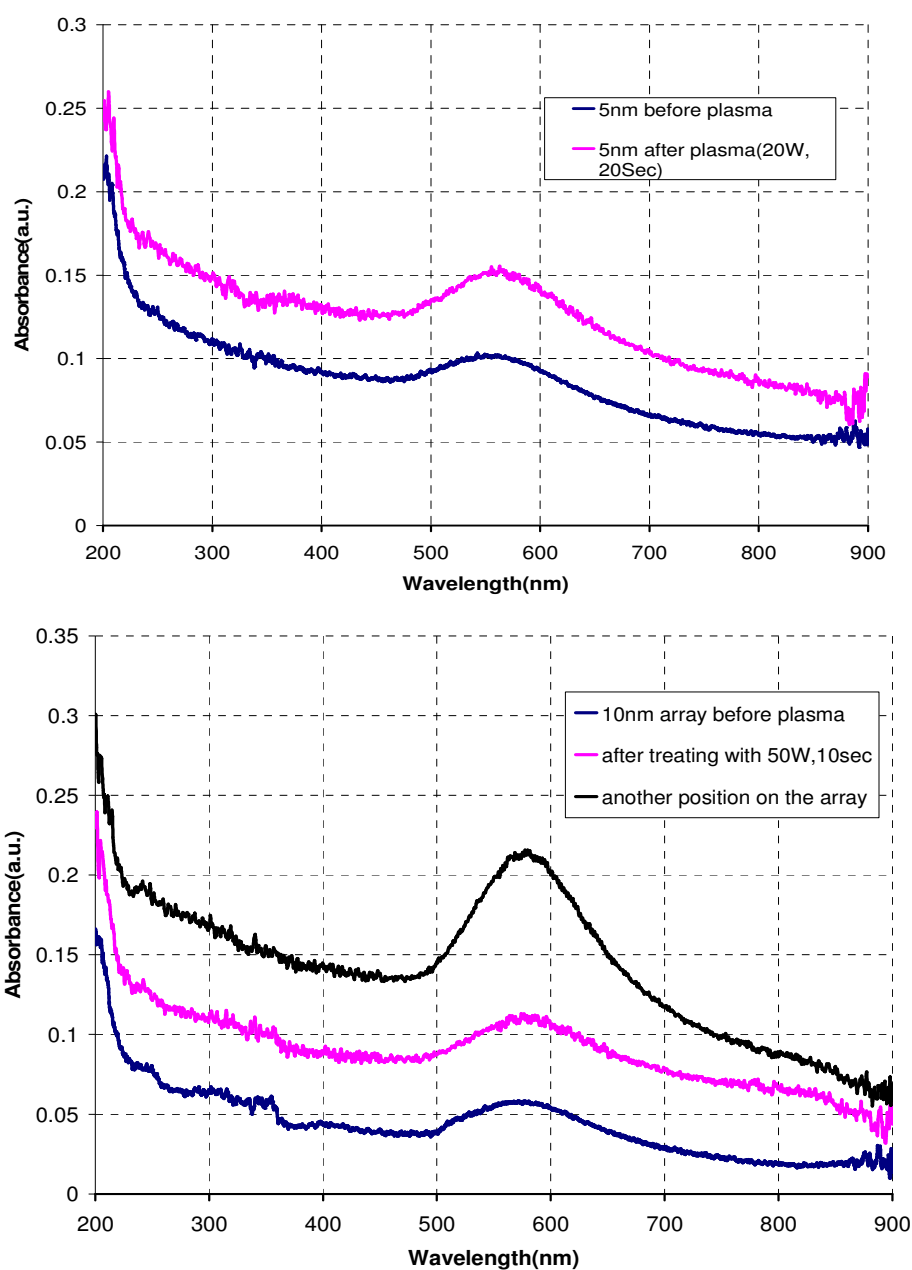 0.3
0.25
0.2
0.15
0.1
0.05
0
Absorbance(a.u.)
5nm before plasma
5nm after plasma(20W,
20Sec)
200 300 400 500 600 700 800 900
Wavelength(nm)
0.35
0.3
0.25
0.2
0.15
0.1
0.05
0
Absorbance(a.u.)
10nm array before plasma
after treating with 50W,10sec
another position on the array
200 300 400 500 600 700 800 900
Wavelength(nm)